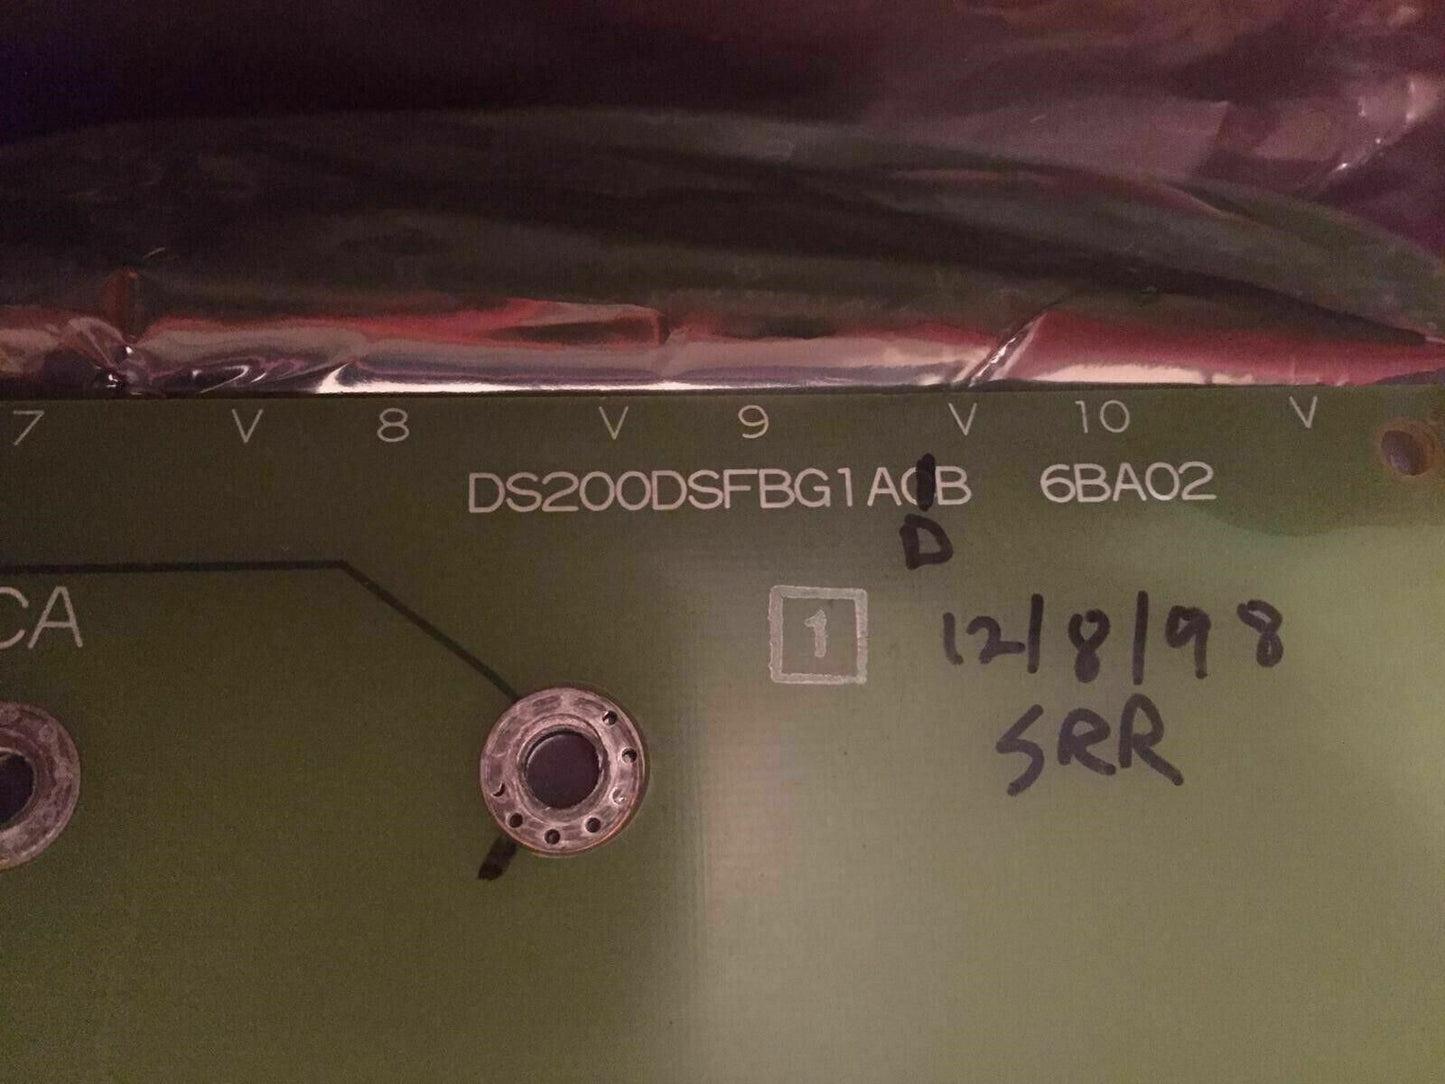 7 V 8 V 9 V 10 V
DS200DSFBG1ACB 6BA02
D
CA
1
12/8/98
SRR